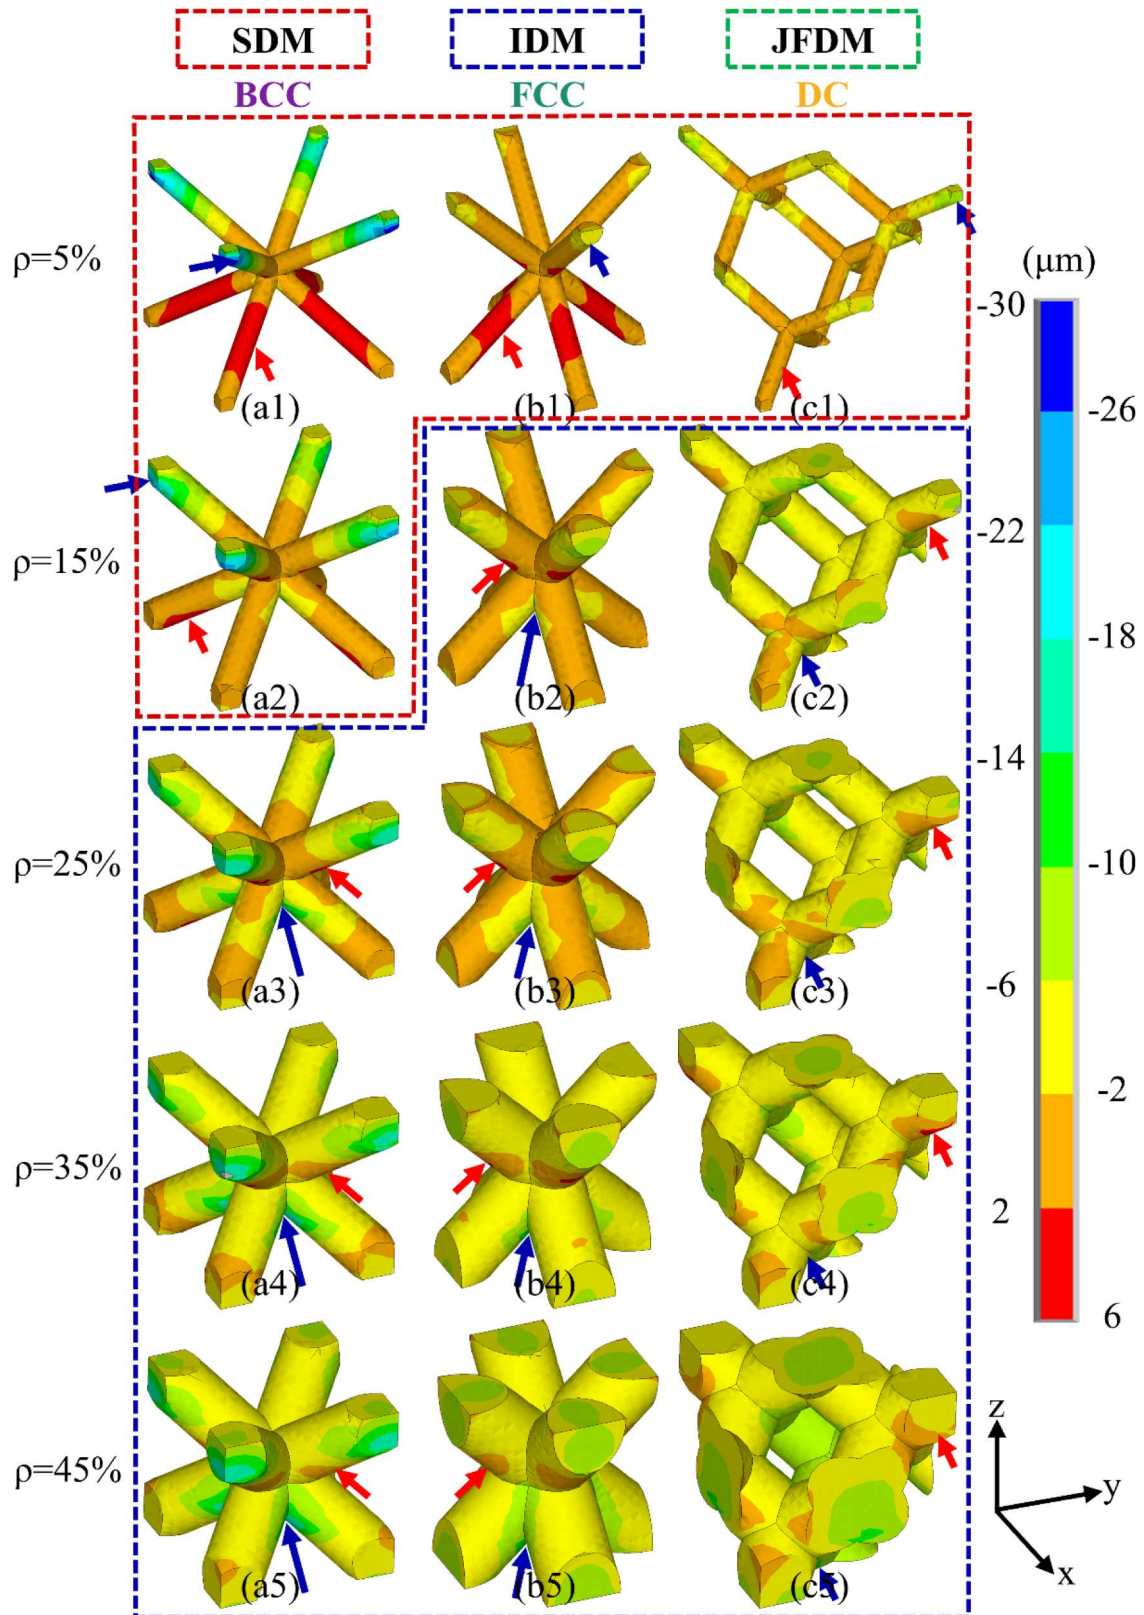 SDM IDM JFDM
BCC FCC DC
ρ=5%
(μm)
-30
(a1) (b1) (c1)
-26
-22
ρ=15%
-18
(a2) (b2) (c2)
-14
ρ=25%
-10
(a3) (b3) (c3)
-6
-2
ρ=35%
2
(a4) (b4) (c4)
6
z
ρ=45%
y
x
(a5) (b5) (c5)